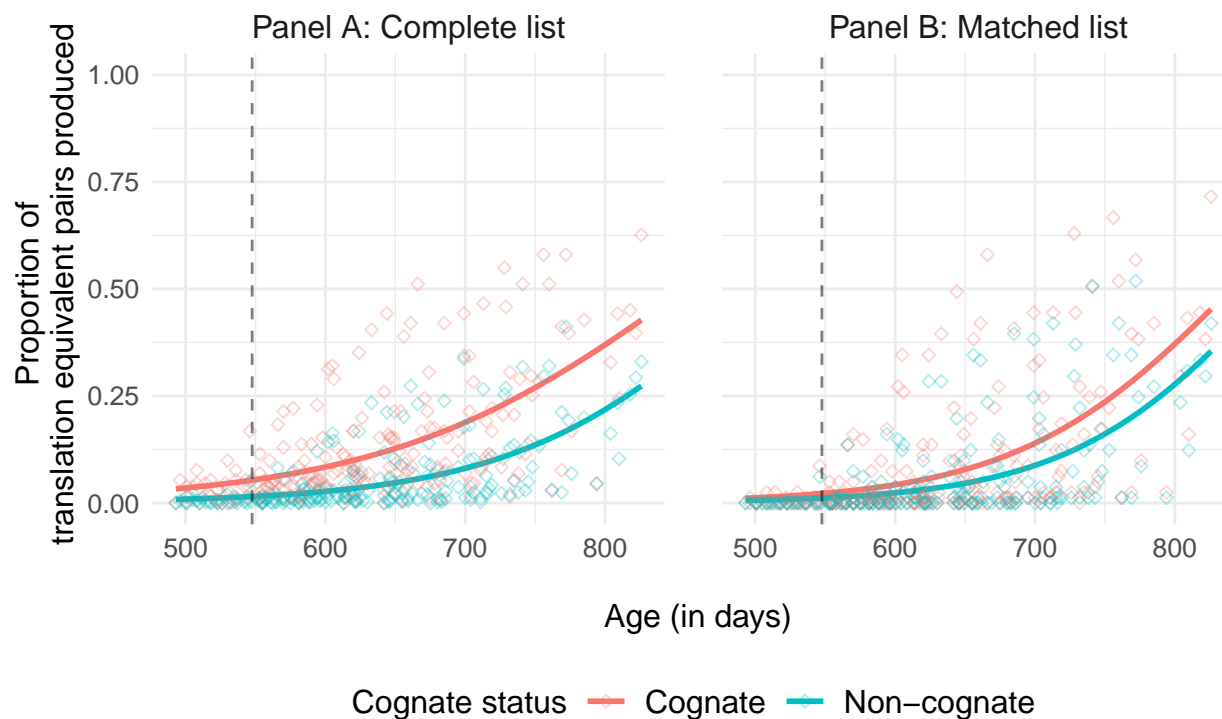 Panel A: Complete list
Panel B: Matched list
Proportion of
translation equivalent pairs produced
1.00
0.75
0.50
0.25
0.00
500
600
700
800
500
600
700
800
Age (in days)
Cognate status
Cognate
Non−cognate